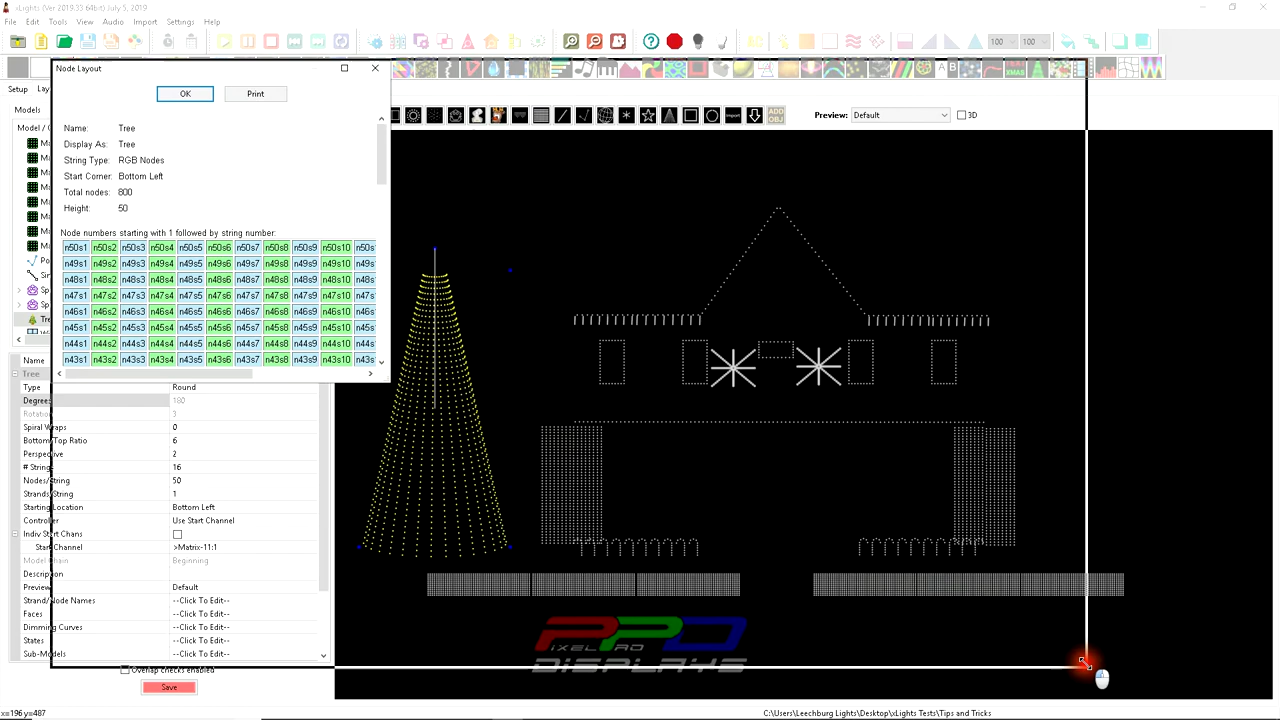 xLights (Ver 2019.33 64bit) July 5, 2019
File Edit Tools View Audio Import Settings Help
100 100
Node Layout
Setup
OK Print
Models
Preview: Default 3D
Name: Tree
Display As: Tree
String Type: RGB Nodes
Start Corner: Bottom Left
Total nodes: 800
Height: 50
Node numbers starting with 1 followed by string number:
n50s1 n50s2 n50s3 n50s4 n50s5 n50s6 n50s7 n50s8 n50s9 n50s10
n49s1 n49s2 n49s3 n49s4 n49s5 n49s6 n49s7 n49s8 n49s9 n49s10
n48s1 n48s2 n48s3 n48s4 n48s5 n48s6 n48s7 n48s8 n48s9 n48s10
n47s1 n47s2 n47s3 n47s4 n47s5 n47s6 n47s7 n47s8 n47s9 n47s10
n46s1 n46s2 n46s3 n46s4 n46s5 n46s6 n46s7 n46s8 n46s9 n46s10
n45s1 n45s2 n45s3 n45s4 n45s5 n45s6 n45s7 n45s8 n45s9 n45s10
n44s1 n44s2 n44s3 n44s4 n44s5 n44s6 n44s7 n44s8 n44s9 n44s10
n43s1 n43s2 n43s3 n43s4 n43s5 n43s6 n43s7 n43s8 n43s9 n43s10
Name
Tree
Type Round
Degrees 180
Rotation 3
Spiral Wraps 0
Bottom/Top Ratio 6
Perspective 2
# Strings 16
Nodes/String 50
Strands/String 1
Starting Location Bottom Left
Controller Use Start Channel
Indiv Start Chans
Start Channel >Matrix-11:1
Model Chain Beginning
Description
Preview Default
Strand/Node Names --Click To Edit--
Faces --Click To Edit--
Dimming Curves --Click To Edit--
States --Click To Edit--
Sub-Models --Click To Edit--
Overlap checks enabled
Save
PPD
PIXEL PRO
DISPLAYS
x=196 y=487 C:\Users\Leechburg Lights\Desktop\xLights Tests\Tips and Tricks